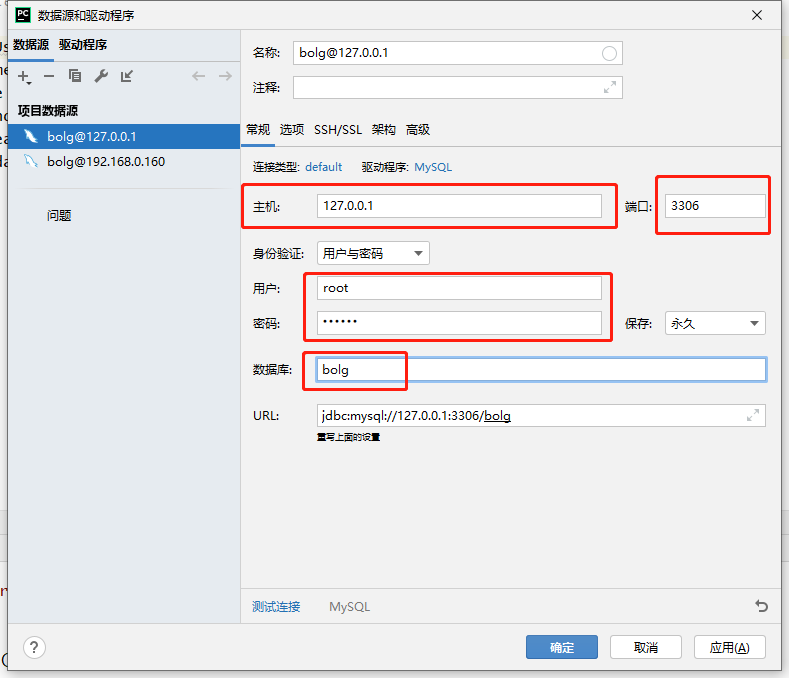 PC 数据源和驱动程序
数据源 驱动程序
名称: bolg@127.0.0.1
注释:
项目数据源
bolg@127.0.0.1
bolg@192.168.0.160
问题
常规 选项 SSH/SSL 架构 高级
连接类型: default 驱动程序: MySQL
主机: 127.0.0.1 端口: 3306
身份验证: 用户与密码
用户: root
密码: •••••• 保存: 永久
数据库: bolg
URL: jdbc:mysql://127.0.0.1:3306/bolg
重写上面的设置
测试连接 MySQL
? 确定 取消 应用(A)